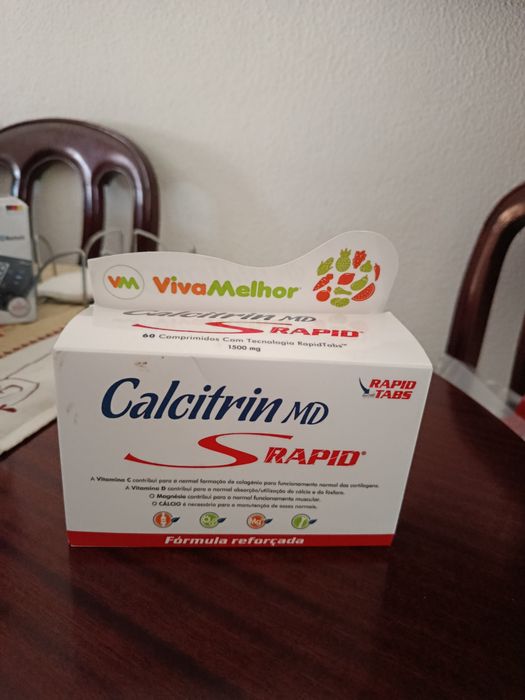 VM VivaMelhor
Calcitrin MD
S RAPID®
60 Comprimidos Com Tecnologia RapidTabs™
1500 mg
RAPID
TABS
Calcitrin MD
S RAPID®
A Vitamina C contribui para a normal formação de colagénio para funcionamento normal das cartilagens.
A Vitamina D contribui para a normal absorção/utilização do cálcio e do fósforo.
O Magnésio contribui para o normal funcionamento muscular.
O CÁLCIO é necessário para a manutenção de ossos normais.
Mg
Fórmula reforçada